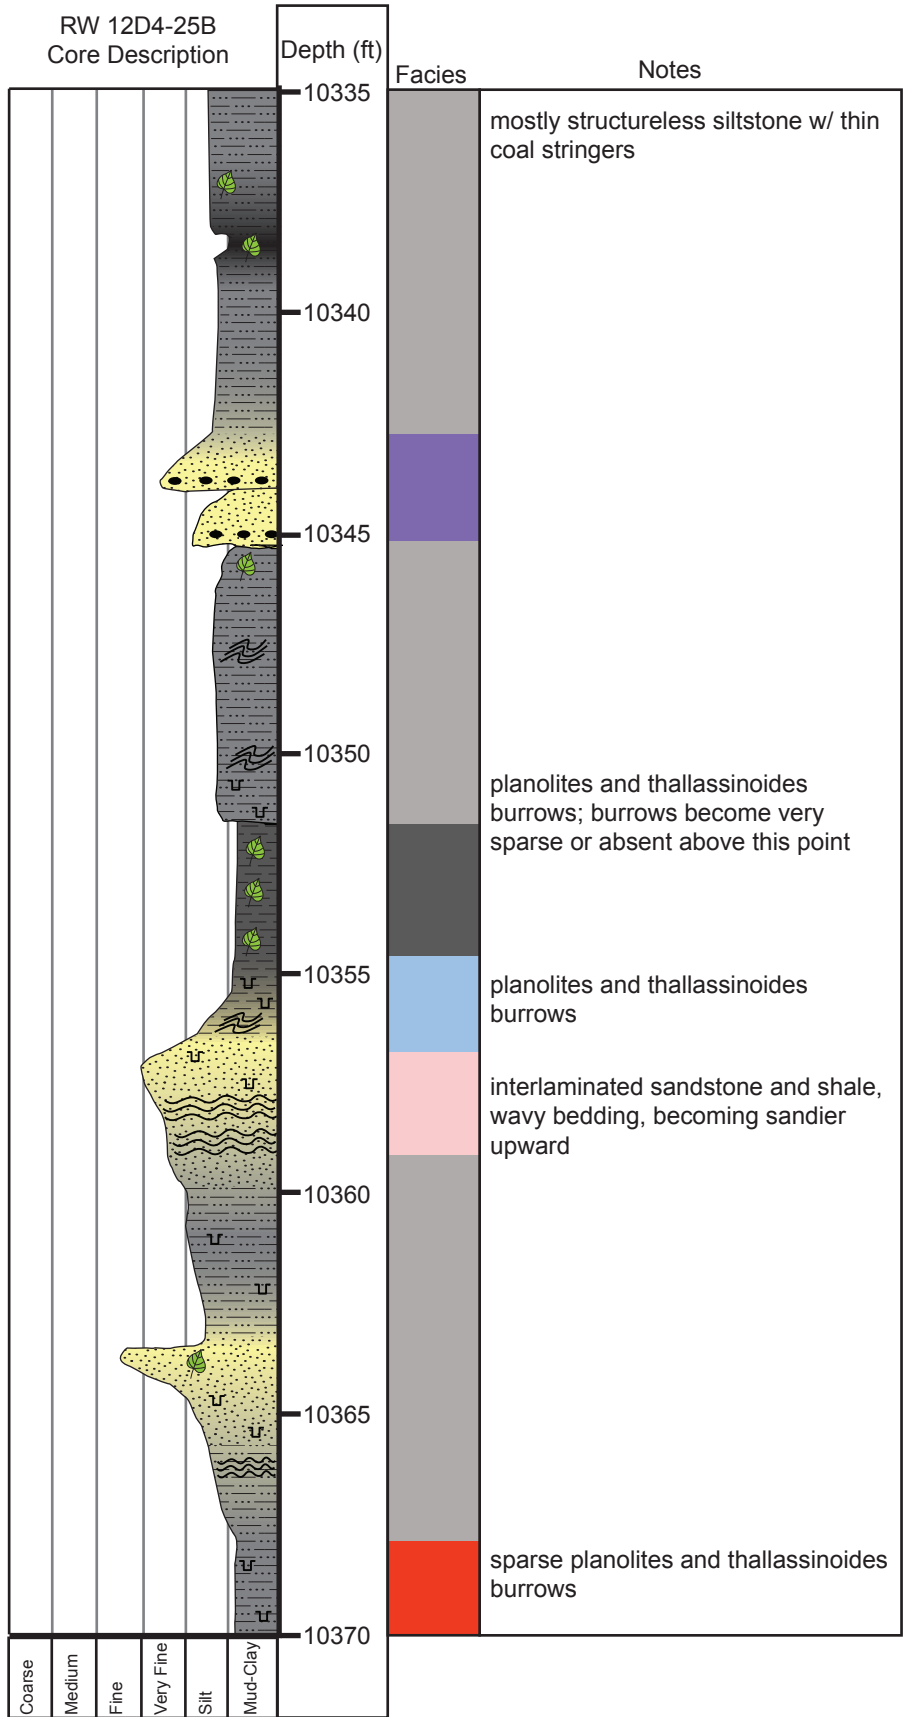 RW 12D4-25B
Core Description
Depth (ft)
Facies
Notes
10335
mostly structureless siltstone w/ thin
coal stringers
10340
10345
10350
planolites and thallassinoides
burrows; burrows become very
sparse or absent above this point
10355
planolites and thallassinoides
burrows
interlaminated sandstone and shale,
wavy bedding, becoming sandier
upward
10360
10365
sparse planolites and thallassinoides
burrows
10370
Coarse
Medium
Fine
Very Fine
Silt
Mud-Clay